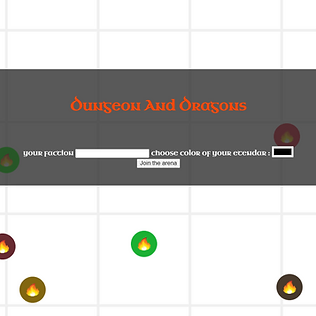 Dungeon And Dragons
Your faction Choose color of your etendar :
Join the arena